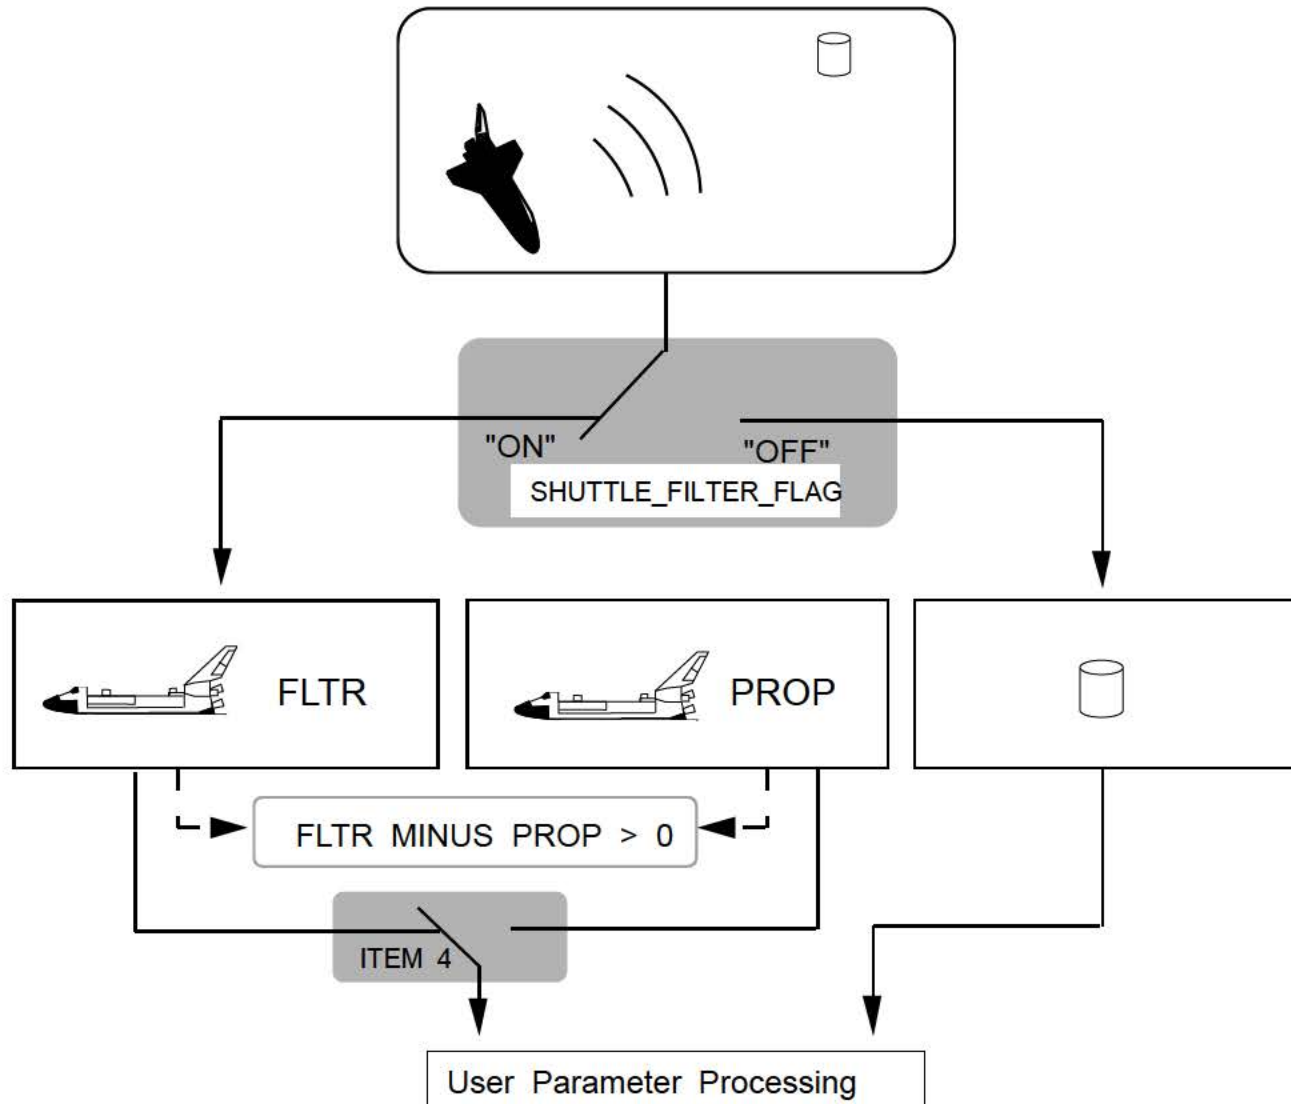 "ON"
"OFF"
SHUTTLE_FILTER_FLAG
FLTR
PROP
FLTR MINUS PROP > 0
ITEM 4
User Parameter Processing